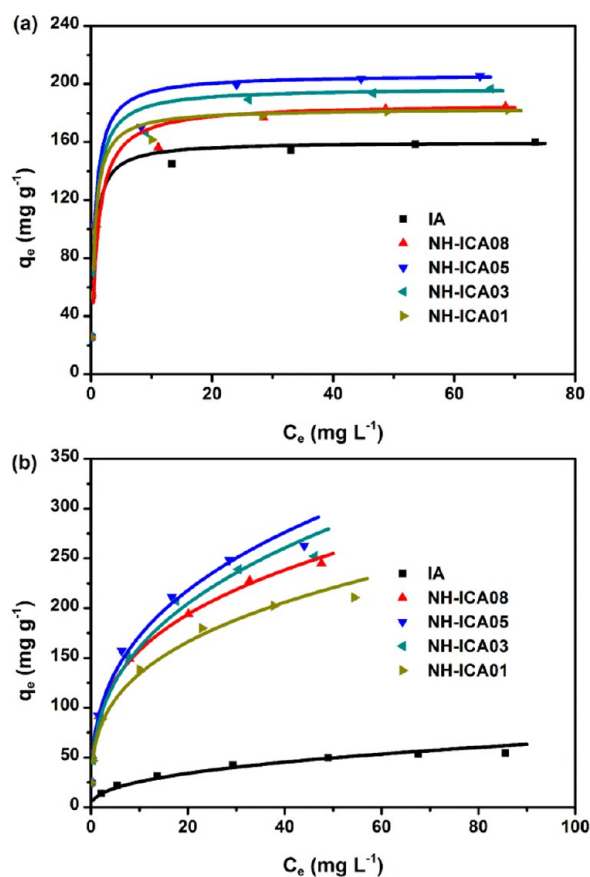 (a)
240
200
160
120
80
40
0
0
20
40
60
80
qₑ (mg g⁻¹)
Cₑ (mg L⁻¹)
IA
NH-ICA08
NH-ICA05
NH-ICA03
NH-ICA01
(b)
350
300
250
200
150
100
50
0
0
20
40
60
80
100
qₑ (mg g⁻¹)
Cₑ (mg L⁻¹)
IA
NH-ICA08
NH-ICA05
NH-ICA03
NH-ICA01